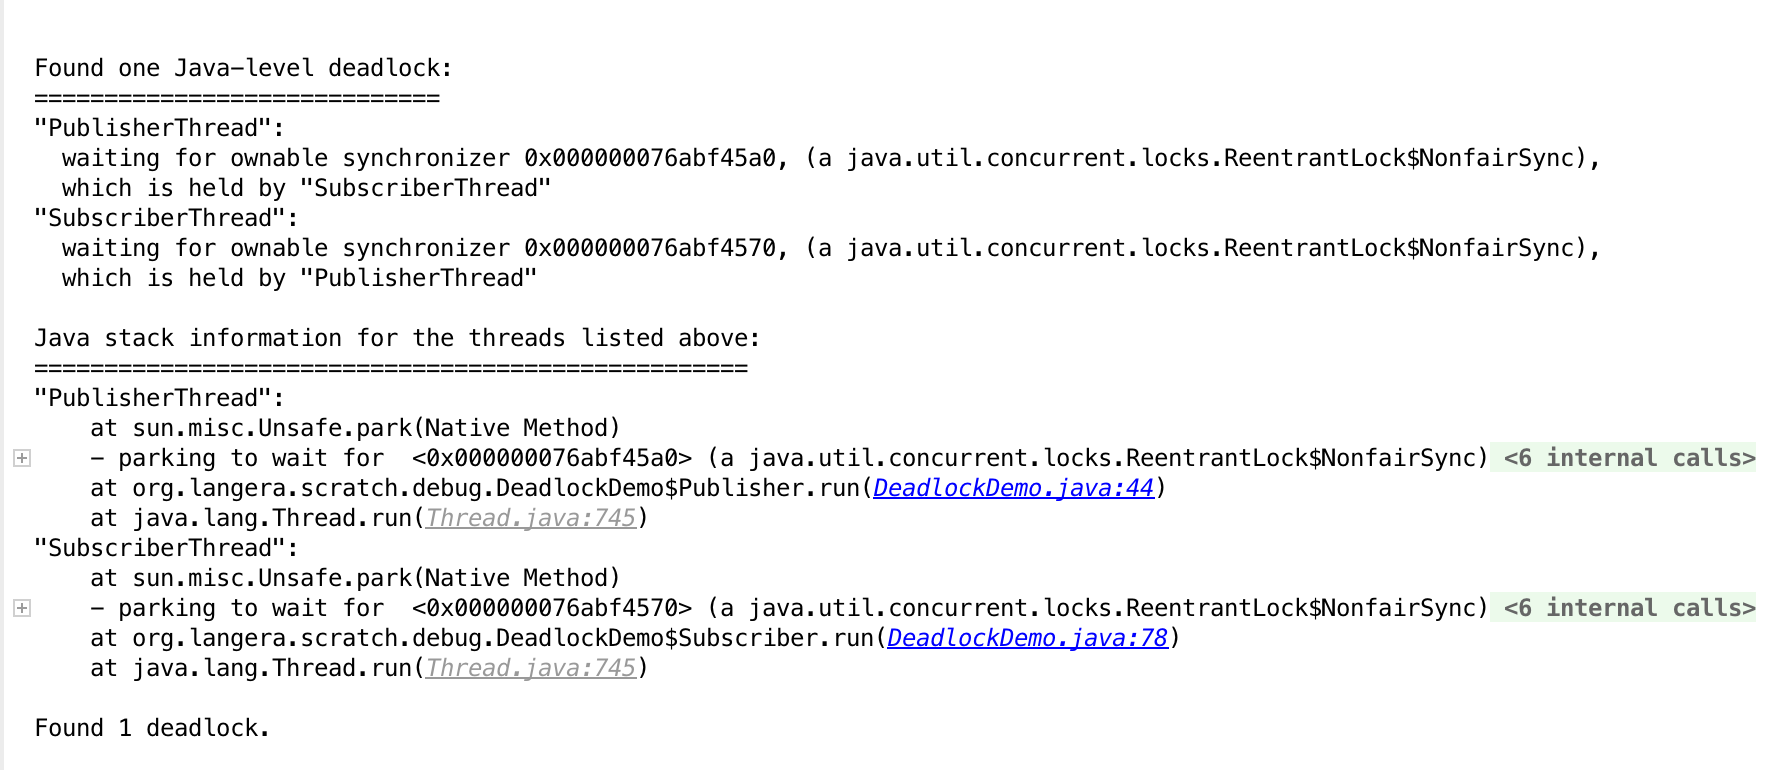 Found one Java-level deadlock:
=============================
"PublisherThread":
  waiting for ownable synchronizer 0x000000076abf45a0, (a java.util.concurrent.locks.ReentrantLock$NonfairSync),
  which is held by "SubscriberThread"
"SubscriberThread":
  waiting for ownable synchronizer 0x000000076abf4570, (a java.util.concurrent.locks.ReentrantLock$NonfairSync),
  which is held by "PublisherThread"

Java stack information for the threads listed above:
===================================================
"PublisherThread":
    at sun.misc.Unsafe.park(Native Method)
    - parking to wait for  <0x000000076abf45a0> (a java.util.concurrent.locks.ReentrantLock$NonfairSync) <6 internal calls>
    at org.langera.scratch.debug.DeadlockDemo$Publisher.run(DeadlockDemo.java:44)
    at java.lang.Thread.run(Thread.java:745)
"SubscriberThread":
    at sun.misc.Unsafe.park(Native Method)
    - parking to wait for  <0x000000076abf4570> (a java.util.concurrent.locks.ReentrantLock$NonfairSync) <6 internal calls>
    at org.langera.scratch.debug.DeadlockDemo$Subscriber.run(DeadlockDemo.java:78)
    at java.lang.Thread.run(Thread.java:745)

Found 1 deadlock.